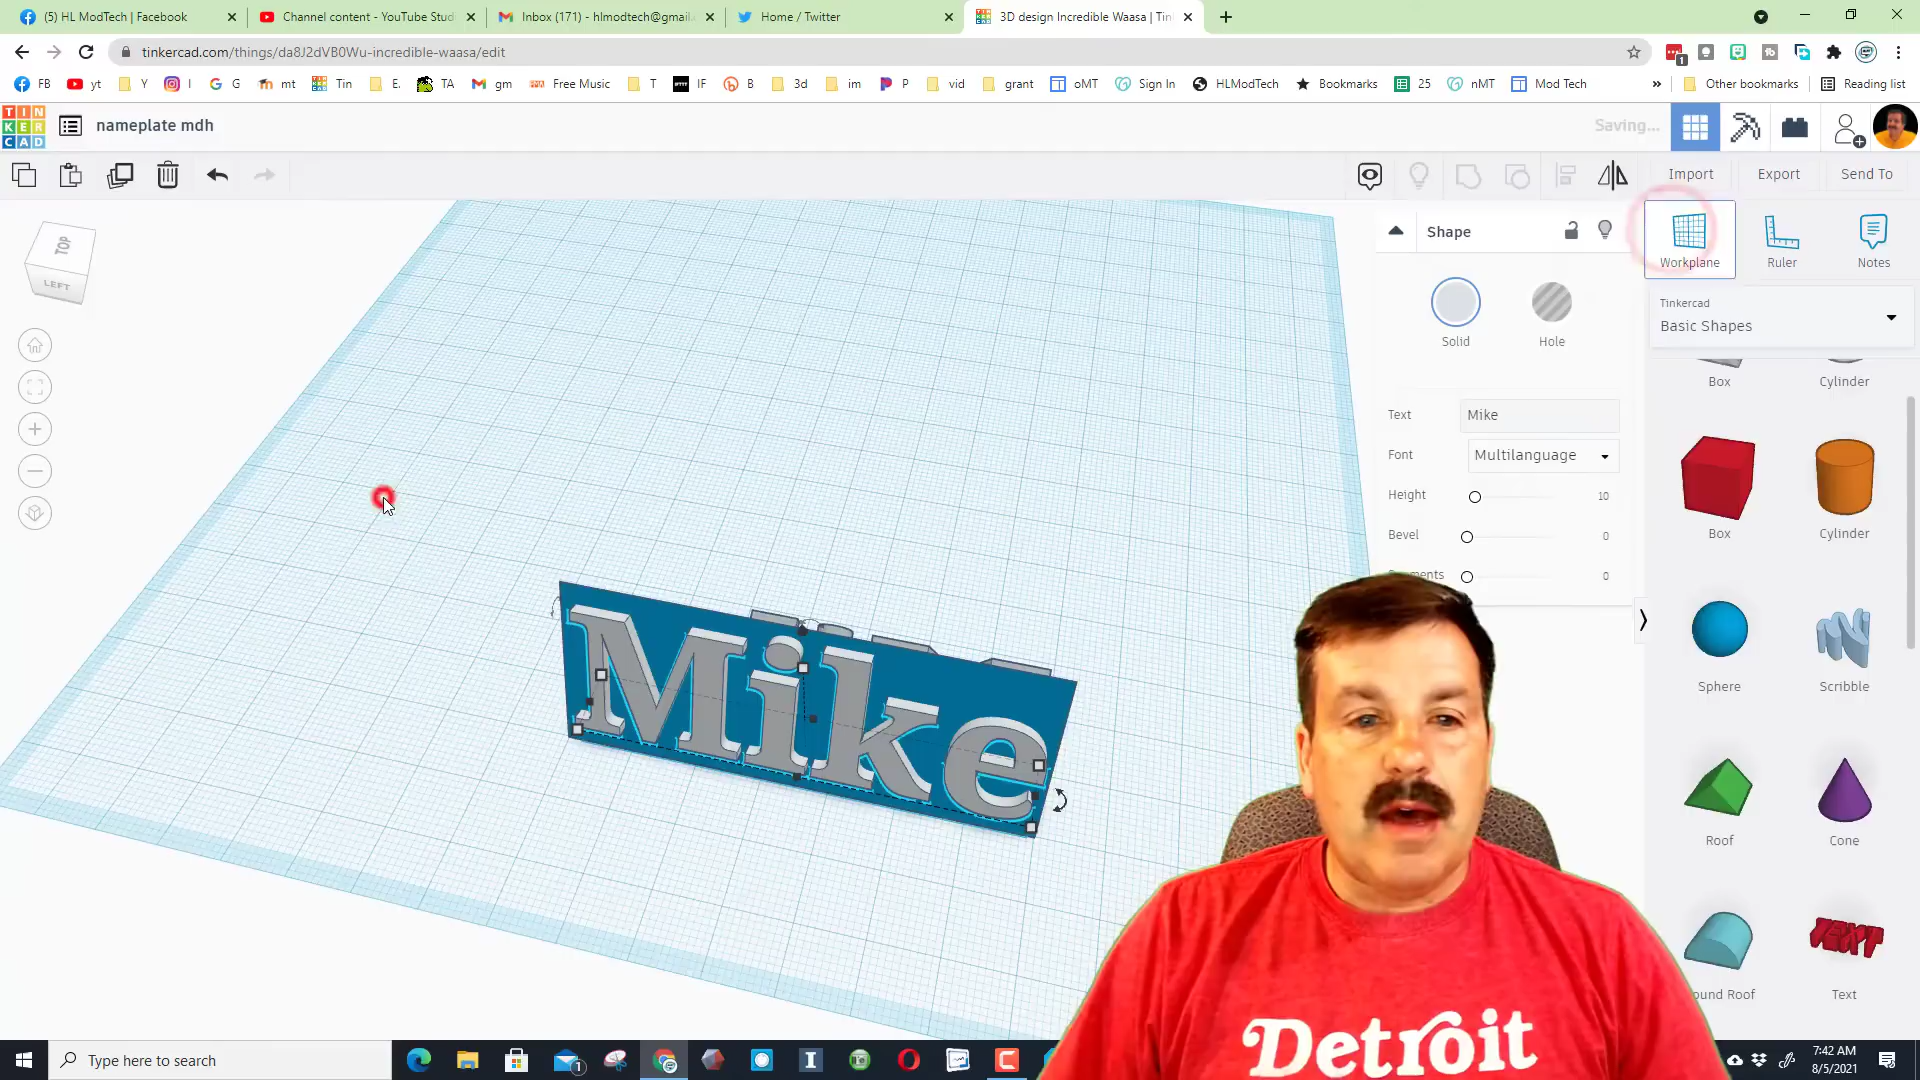 (5) HL ModTech | Facebook
Channel content - YouTube Studi
Inbox (171) - hlmodtech@gmail.
Home / Twitter
3D design Incredible Waasa | Tin
tinkercad.com/things/da8J2dVB0Wu-incredible-waasa/edit
FB yt Y I G mt Tin E. TA gm Free Music T IF B 3d im P vid grant oMT Sign In HLModTech Bookmarks 25 nMT Mod Tech » Other bookmarks Reading list
TIN
KER
CAD
nameplate mdh
Saving...
Import Export Send To
TOP
LEFT
Shape
Workplane
Ruler
Notes
Solid
Hole
Tinkercad
Basic Shapes
Text Mike
Font Multilanguage
Height 10
Bevel 0
0
Box
Cylinder
Box
Cylinder
Sphere
Scribble
Roof
Cone
TEXT
ound Roof
Text
Mike
Detroit
Type here to search
7:42 AM
8/5/2021